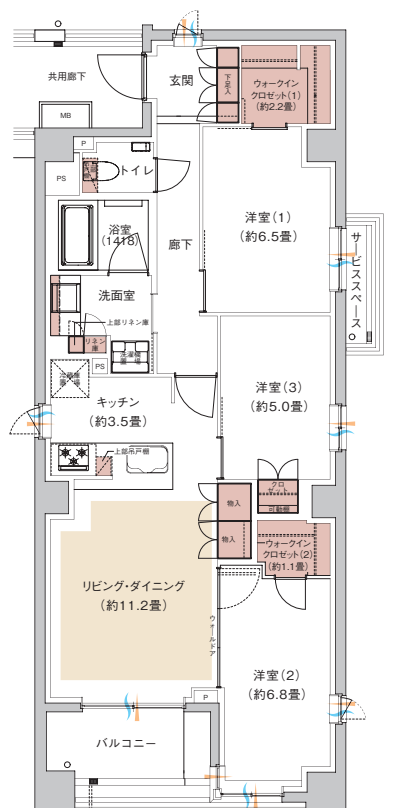 共用廊下
MB
玄関
下足入
ウォークイン
クロゼット(1)
(約2.2畳)
P
PS
トイレ
浴室
(1418)
廊下
洋室(1)
(約6.5畳)
サービススペース
洗面室
上部リネン庫
リネン
庫
洗濯機
置場
PS
冷蔵庫
置場
キッチン
(約3.5畳)
洋室(3)
(約5.0畳)
上部吊戸棚
クロ
ゼット
可動棚
物入
物入
ウォークイン
クロゼット(2)
(約1.1畳)
リビング・ダイニング
(約11.2畳)
ウォールドア
洋室(2)
(約6.8畳)
P
バルコニー